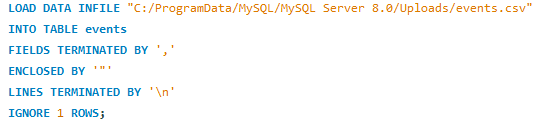 LOAD DATA INFILE "C:/ProgramData/MySQL/MySQL Server 8.0/Uploads/events.csv"
INTO TABLE events
FIELDS TERMINATED BY ','
ENCLOSED BY '"'
LINES TERMINATED BY '\n'
IGNORE 1 ROWS;